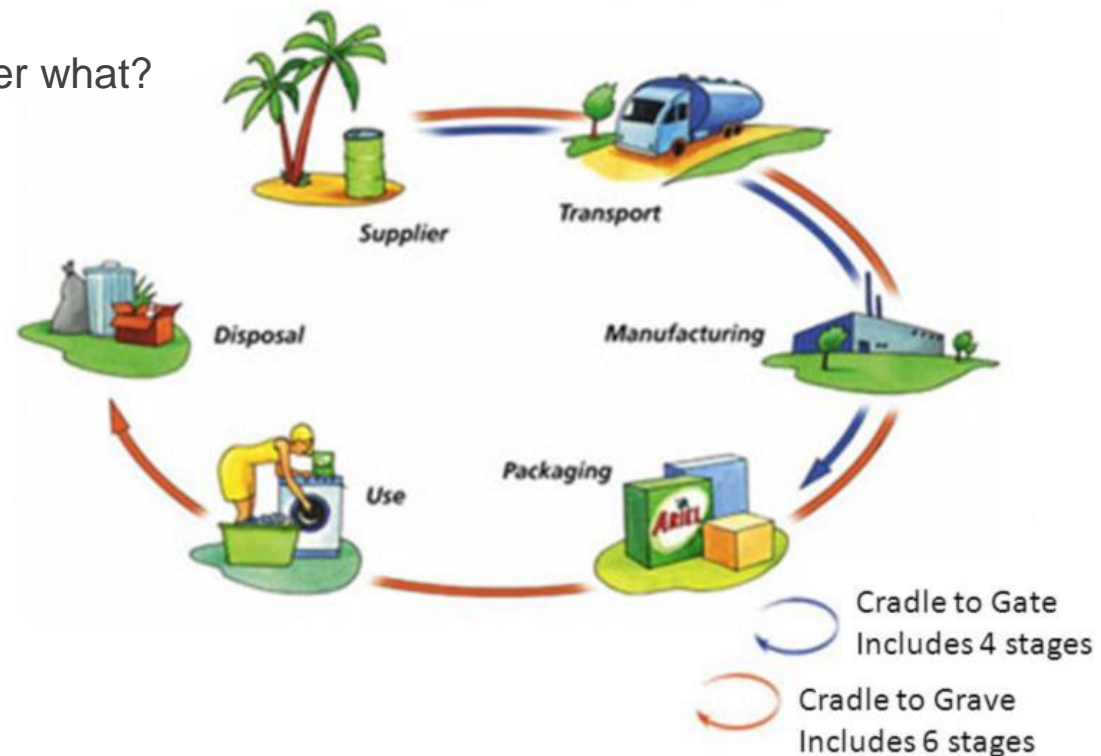 er what?
Supplier
Transport
Disposal
Manufacturing
Use
Packaging
ARIEL
Cradle to Gate
Includes 4 stages
Cradle to Grave
Includes 6 stages